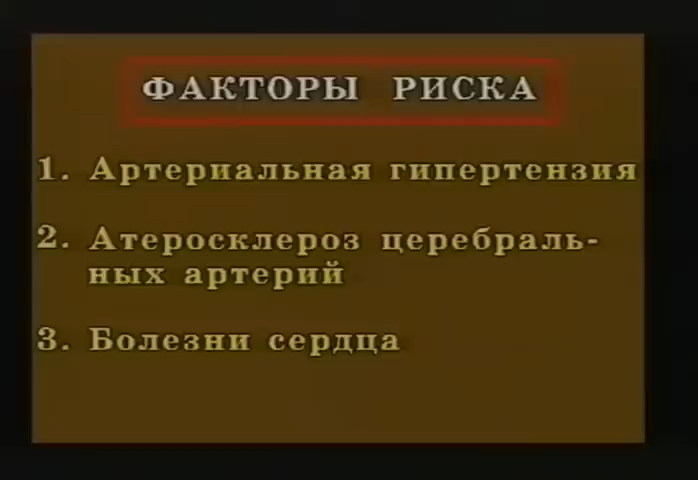 ФАКТОРЫ РИСКА
1. Артериальная гипертензия
2. Атеросклероз церебраль-
ных артерий
3. Болезни сердца